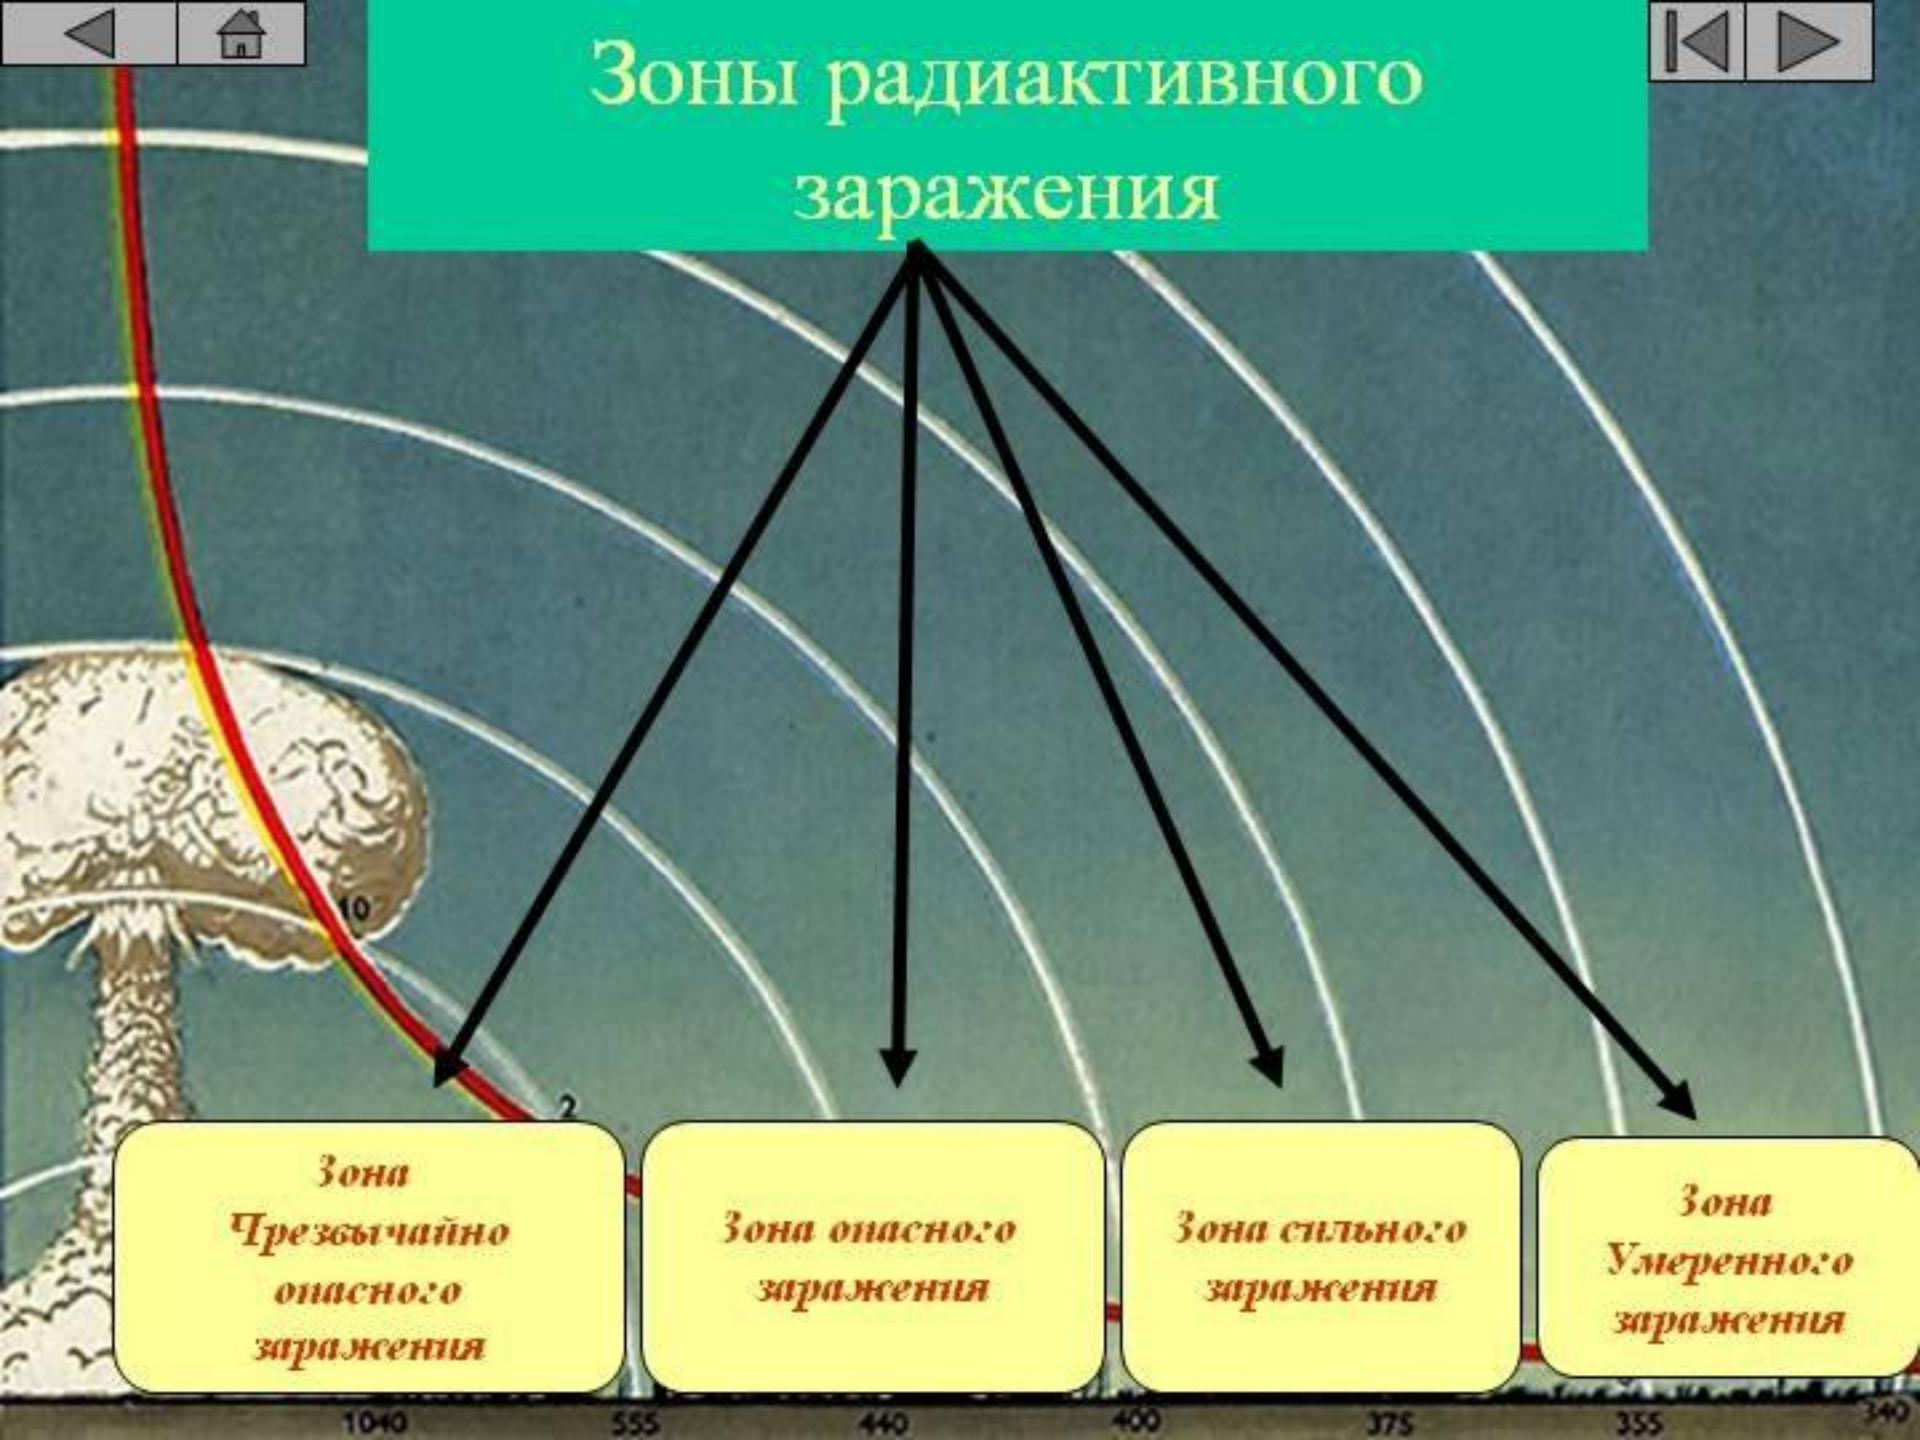 Зоны радиактивного
заражения
10
2
Зона
Чрезвычайно
опасного
заражения
Зона опасного
заражения
Зона сильного
заражения
Зона
Умеренного
заражения
1040 555 440 400 375 355 340